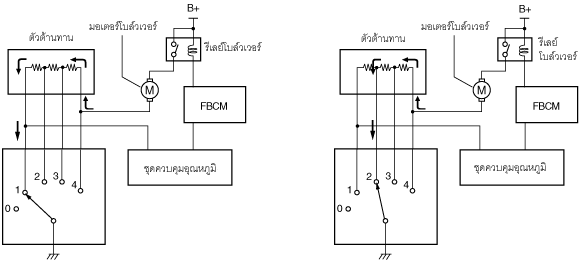 B+
มอเตอร์โบล์วเวอร์
ตัวต้านทาน
รีเลย์โบล์วเวอร์
M
FBCM
ชุดควบคุมอุณหภูมิ
2
3
1
4
0
B+
มอเตอร์โบล์วเวอร์
ตัวต้านทาน
รีเลย์
โบล์วเวอร์
M
FBCM
ชุดควบคุมอุณหภูมิ
2
3
1
4
0